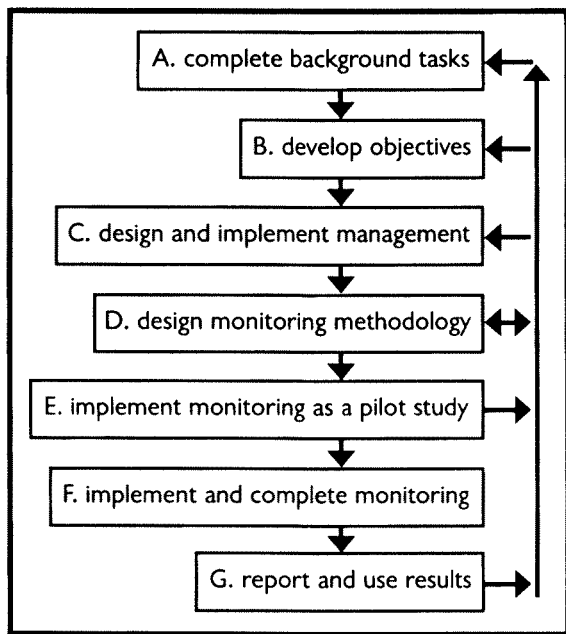 A. complete background tasks
B. develop objectives
C. design and implement management
D. design monitoring methodology
E. implement monitoring as a pilot study
F. implement and complete monitoring
G. report and use results